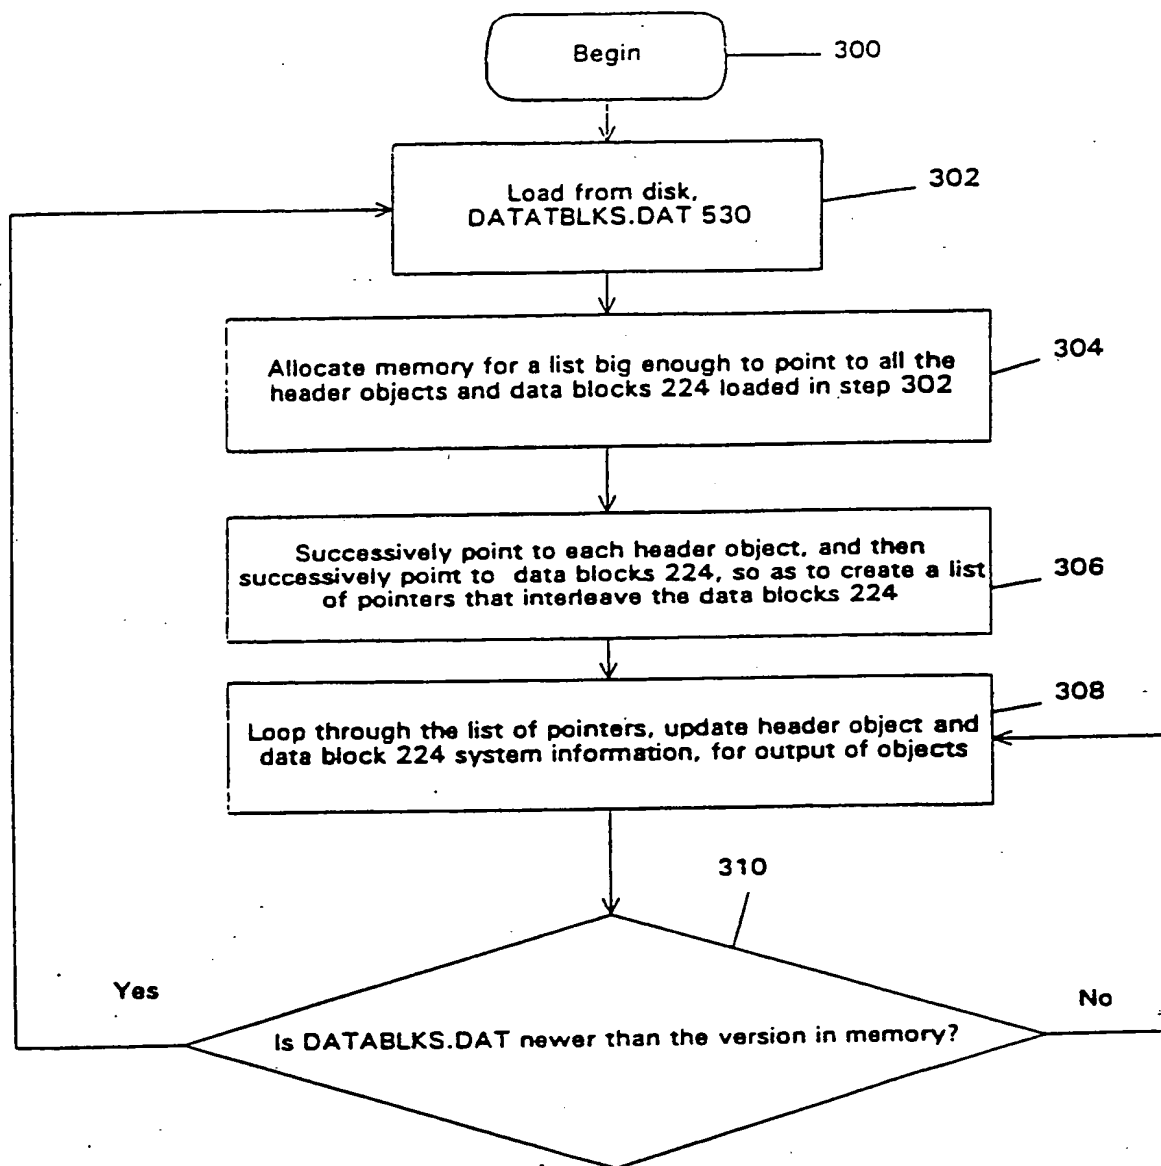 Begin
300
Load from disk,
DATATBLKS.DAT 530
302
Allocate memory for a list big enough to point to all the
header objects and data blocks 224 loaded in step 302
304
Successively point to each header object, and then
successively point to data blocks 224, so as to create a list
of pointers that interleave the data blocks 224
306
308
Loop through the list of pointers, update header object and
data block 224 system information, for output of objects
310
Yes
No
Is DATABLKS.DAT newer than the version in memory?